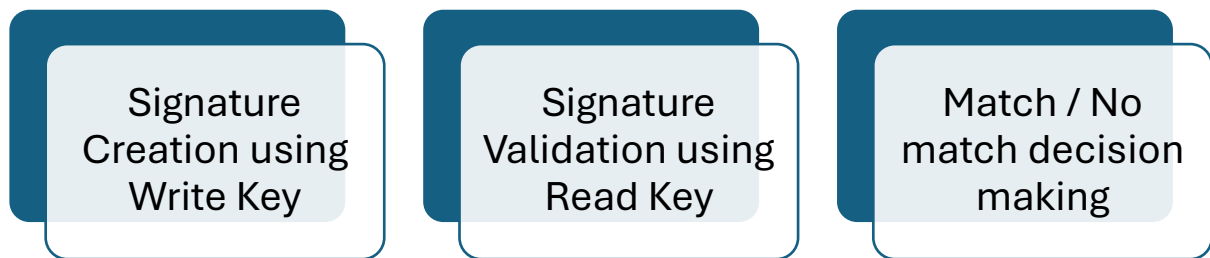 Signature
Creation using
Write Key
Signature
Validation using
Read Key
Match / No
match decision
making